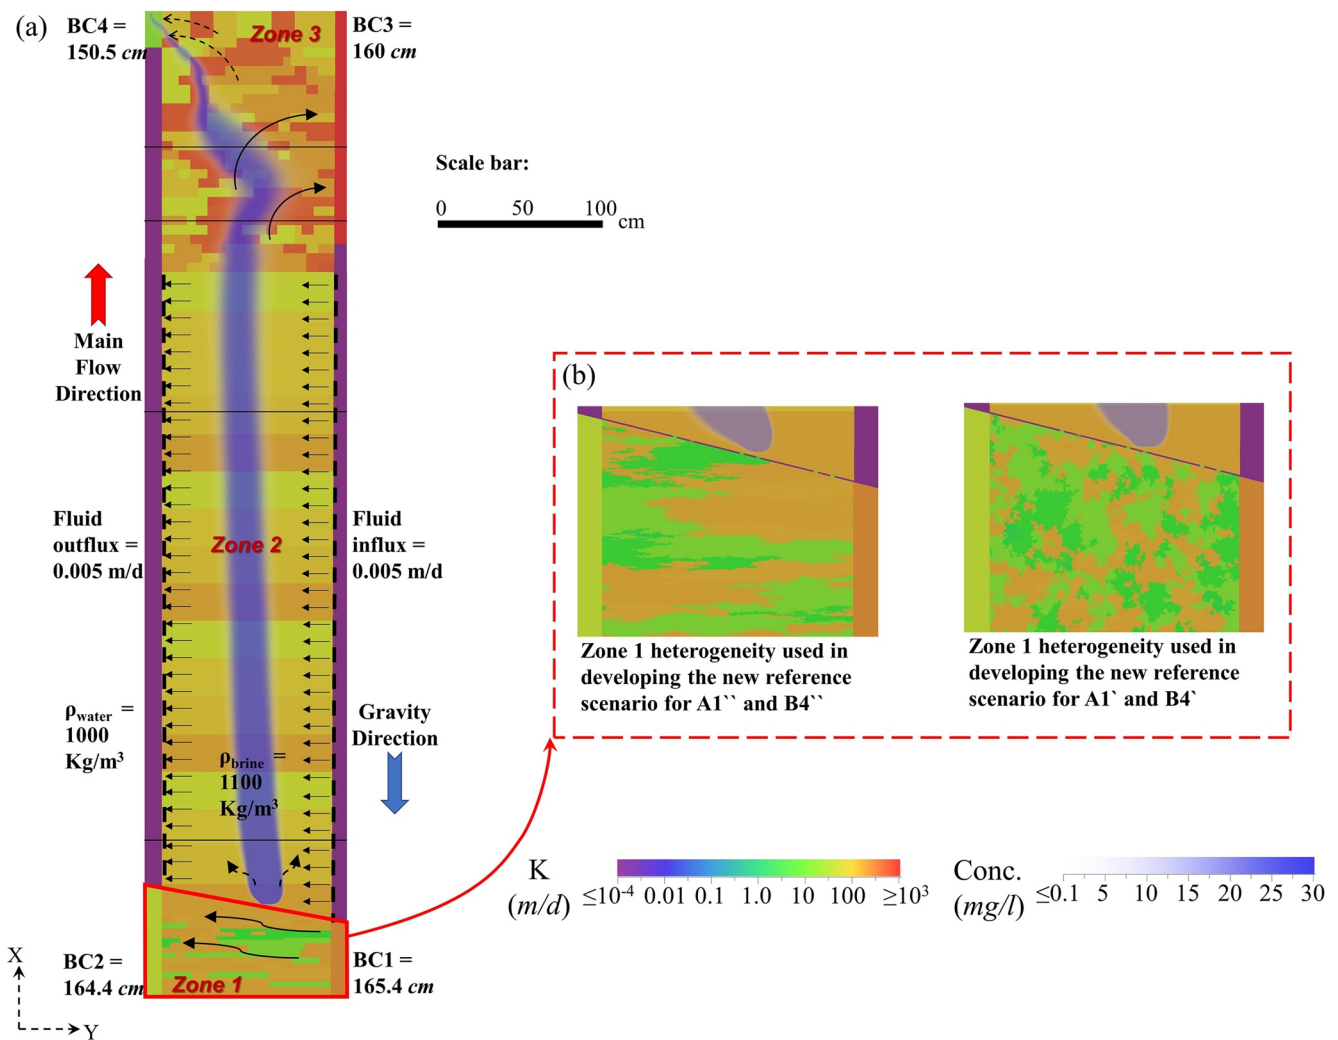 (a)
BC4 =
150.5 cm
Zone 3
BC3 =
160 cm
Scale bar:
0 50 100
cm
Main
Flow
Direction
(b)
Fluid
outflux =
0.005 m/d
Zone 2
Fluid
influx =
0.005 m/d
Zone 1 heterogeneity used in
developing the new reference
scenario for A1`` and B4``
Zone 1 heterogeneity used in
developing the new reference
scenario for A1` and B4`
ρwater =
1000
Kg/m³
ρbrine =
1100
Kg/m³
Gravity
Direction
K
(m/d)
≤10⁻⁴ 0.01 0.1 1 10 100 ≥10³
Conc.
(mg/l)
≤0.1 5 10 15 20 25 30
BC2 =
164.4 cm
Zone 1
BC1 =
165.4 cm
X
Y